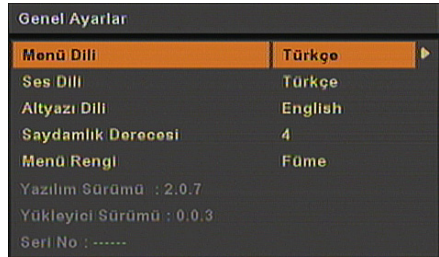 Genel Ayarlar
Menü Dili Türkçe
Ses Dili Türkçe
Altyazı Dili English
Saydamlık Derecesi 4
Menü Rengi Füme
Yazılım Sürümü : 2.0.7
Yükleyici Sürümü : 0.0.3
Seri No : ------